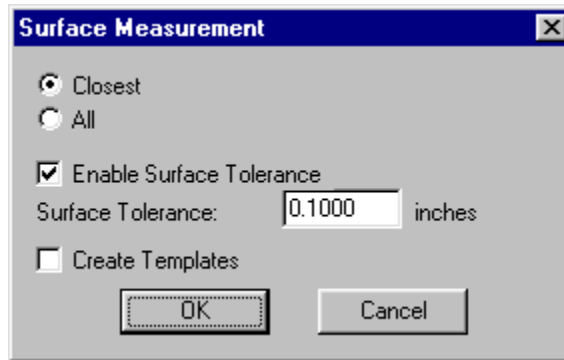 Surface Measurement
Closest
All
Enable Surface Tolerance
Surface Tolerance: 0.1000 inches
Create Templates
OK Cancel